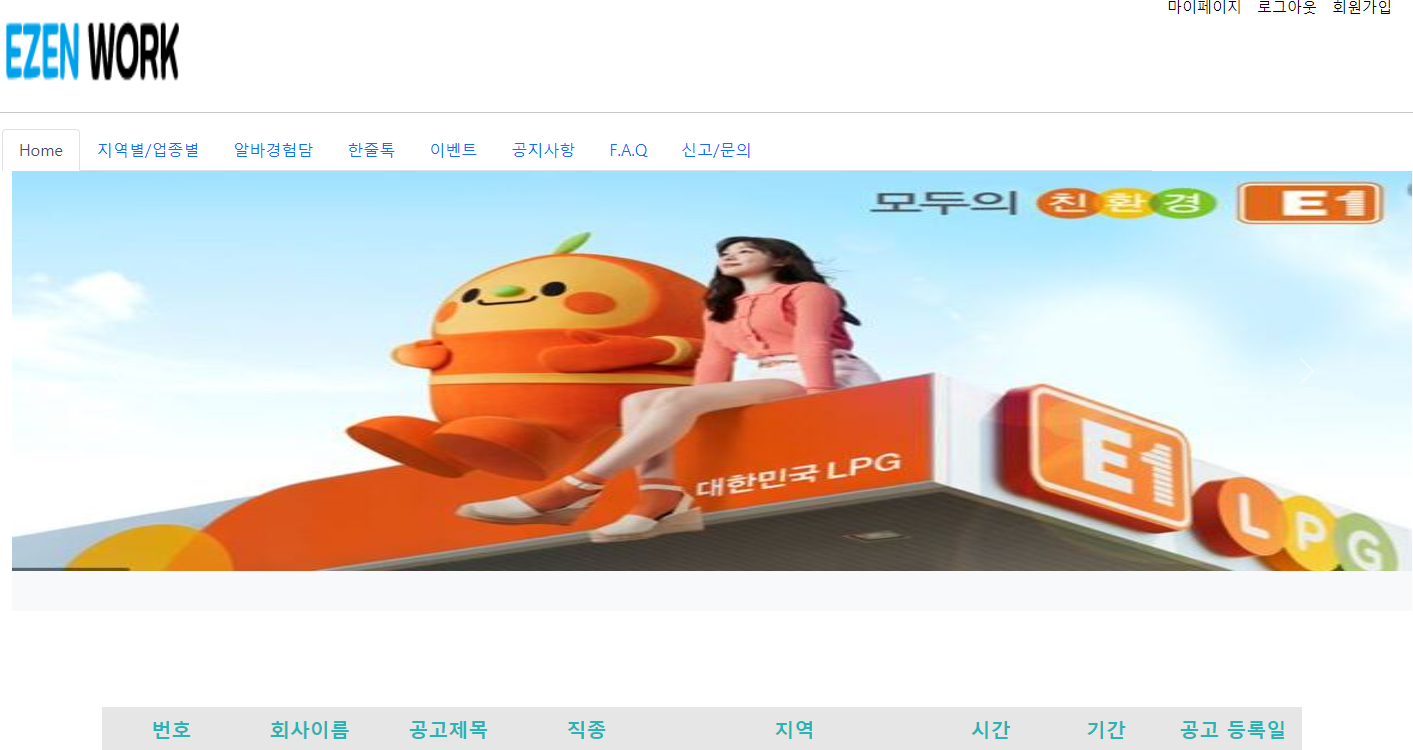 마이페이지 로그아웃 회원가입
EZEN WORK
Home 지역별/업종별 알바경험담 한줄톡 이벤트 공지사항 F.A.Q 신고/문의
모두의 친환경 E1
대한민국 LPG
E1
LPG
번호 회사이름 공고제목 직종 지역 시간 기간 공고 등록일